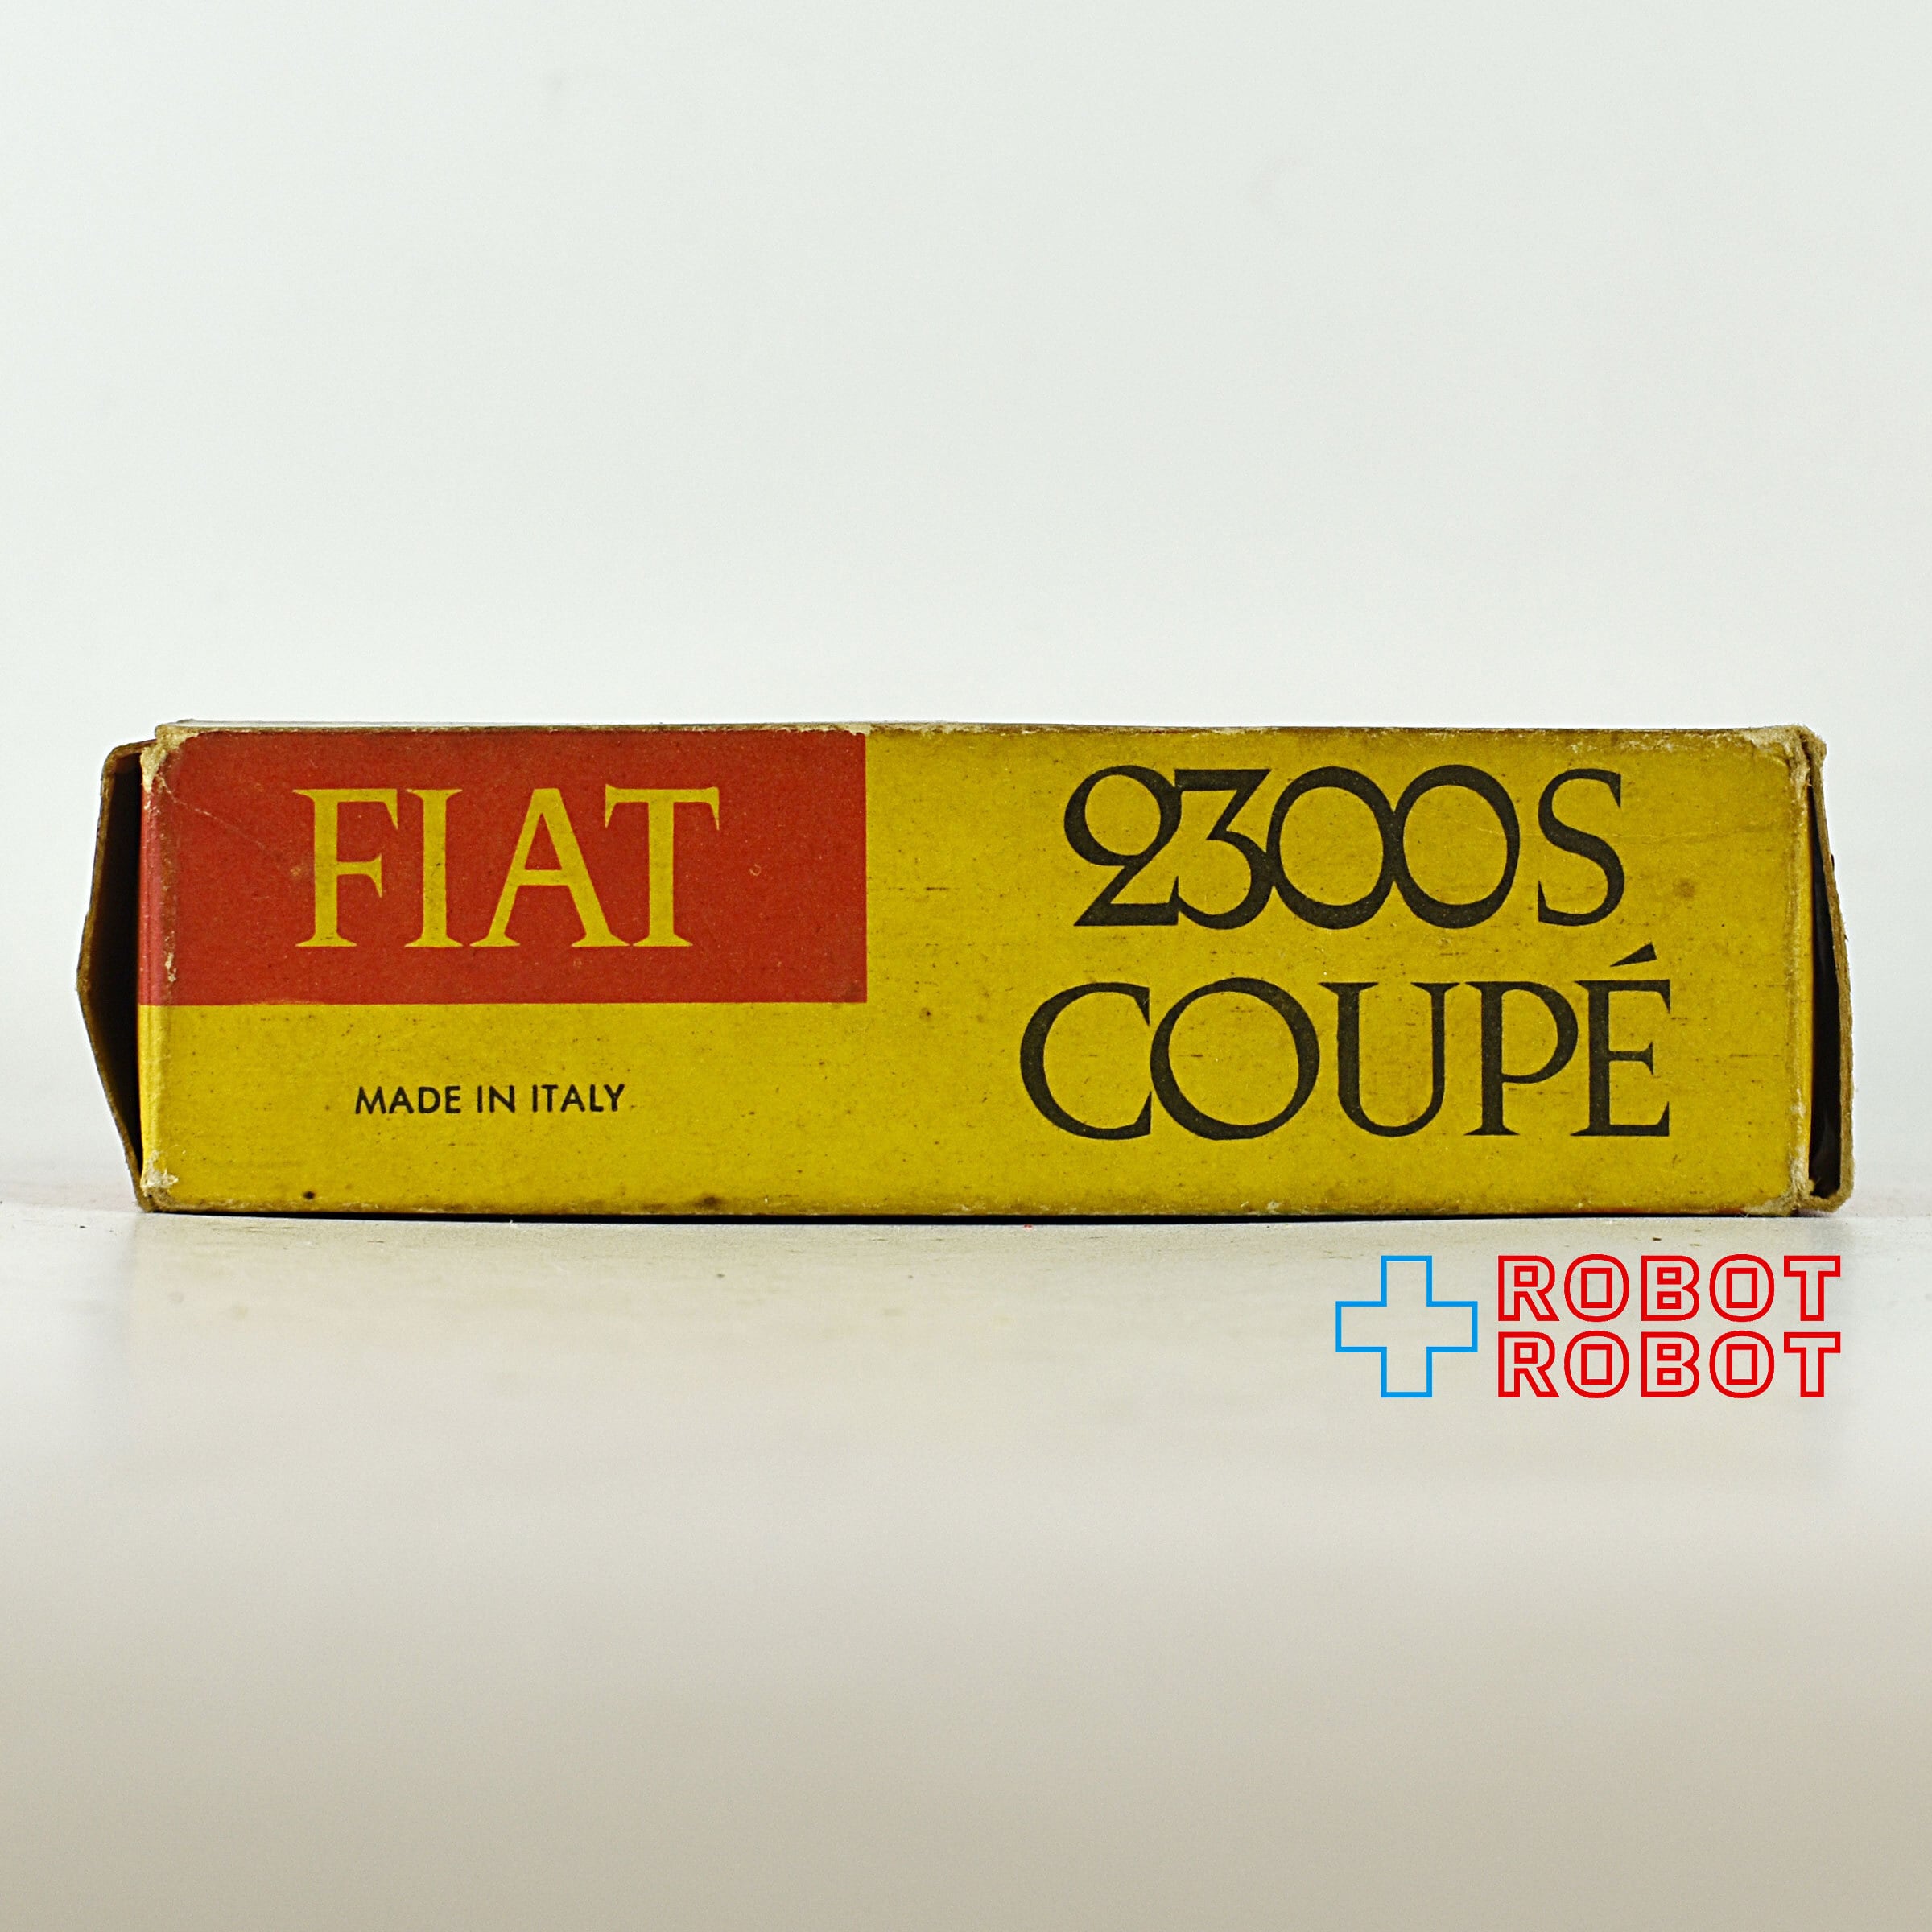 FIAT
2300S
COUPÉ
MADE IN ITALY
ROBOT
ROBOT